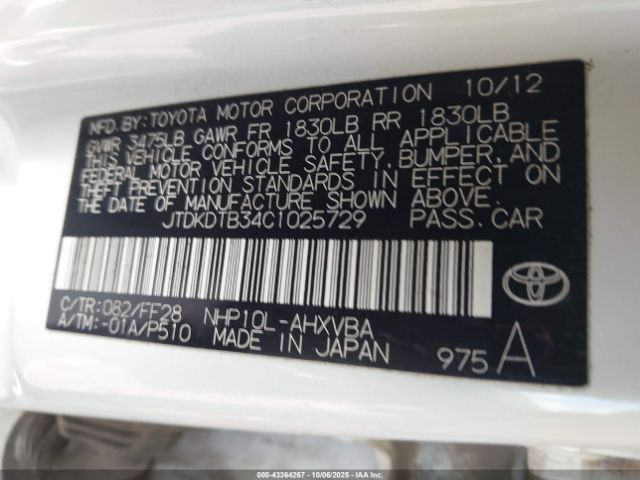 MFD.BY:TOYOTA MOTOR CORPORATION 10/12
GVWR 3475LB GAWR FR 1830LB RR 1830LB
THIS VEHICLE CONFORMS TO ALL APPLICABLE
FEDERAL MOTOR VEHICLE SAFETY,BUMPER,AND
THEFT PREVENTION STANDARDS IN EFFECT ON
THE DATE OF MANUFACTURE SHOWN ABOVE.
JTDKDTB34C1025729 PASS.CAR
C/TR:082/FF28 NHP10L-AHXVBA
A/TM:-01A/P510 MADE IN JAPAN 975 A
000-43364267 | 10/06/2025 | IAAI.COM